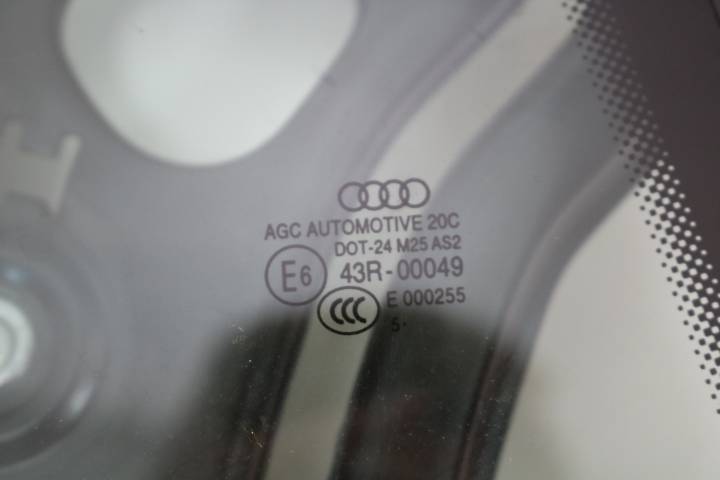 AGC AUTOMOTIVE 20C
DOT-24 M25 AS2
E6 43R-00049
CCC E 000255
5·